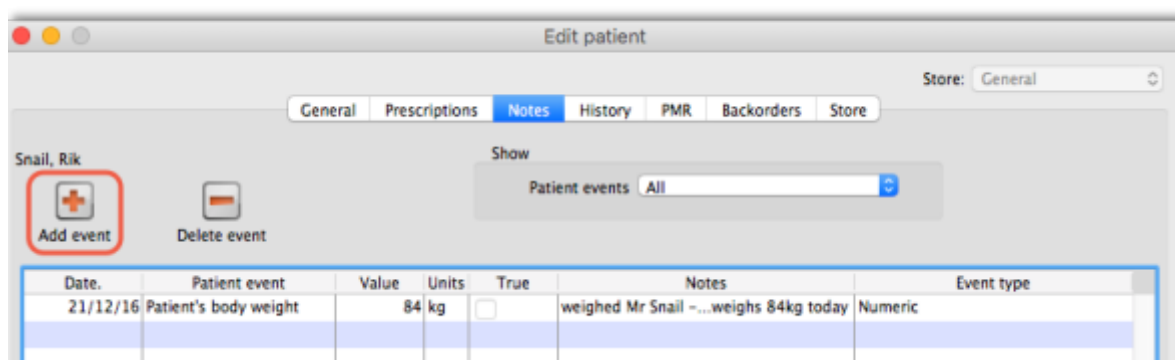 Edit patient
Store: General
General Prescriptions Notes History PMR Backorders Store
Snail, Rik
Show
Patient events All
Add event Delete event
Date. Patient event Value Units True Notes Event type
21/12/16 Patient's body weight 84 kg weighed Mr Snail -...weighs 84kg today Numeric